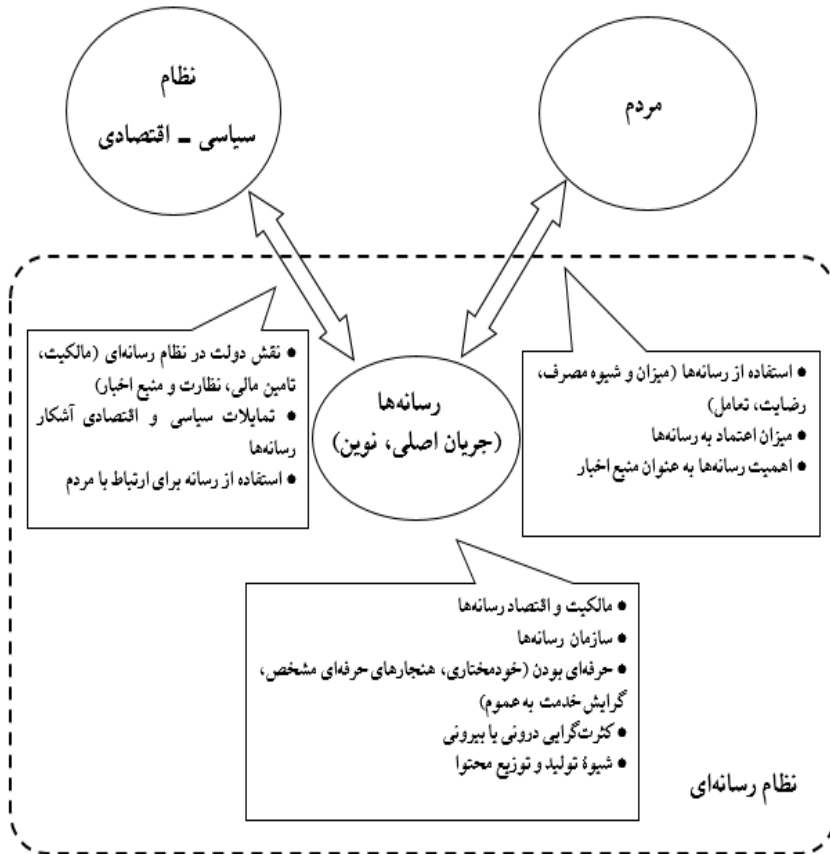 مردم
نظام
سیاسی ـ اقتصادی
● استفاده از رسانه‌ها (میزان و شیوه مصرف،
رضایت، تعامل)
● میزان اعتماد به رسانه‌ها
● اهمیت رسانه‌ها به عنوان منبع اخبار
رسانه‌ها
(جریان اصلی، نوین)
● نقش دولت در نظام رسانه‌ای (مالکیت،
تامین مالی، نظارت و منبع اخبار)
● تمایلات سیاسی و اقتصادی آشکار
رسانه‌ها
● استفاده از رسانه برای ارتباط با مردم
● مالکیت و اقتصاد رسانه‌ها
● سازمان رسانه‌ها
● حرفه‌ای بودن (خودمختاری، هنجارهای حرفه‌ای مشخص،
گرایش خدمت به عموم)
● کثرت‌گرایی درونی یا بیرونی
● شیوهٔ تولید و توزیع محتوا
نظام رسانه‌ای